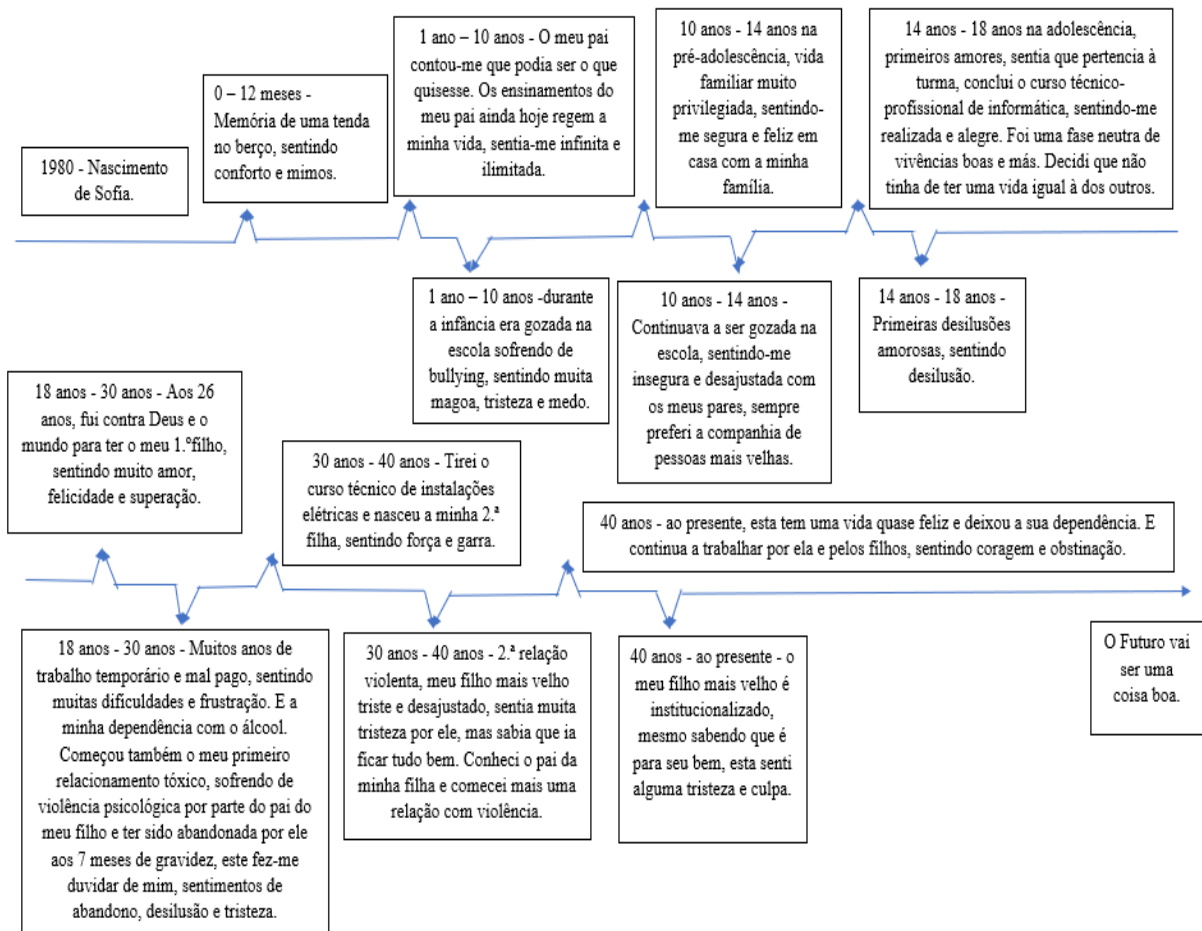 1980 - Nascimento
de Sofia.
0 – 12 meses -
Memória de uma tenda
no berço, sentindo
conforto e mimos.
1 ano – 10 anos - O meu pai
contou-me que podia ser o que
quisesse. Os ensinamentos do
meu pai ainda hoje regem a
minha vida, sentia-me infinita e
ilimitada.
10 anos - 14 anos na
pré-adolescência, vida
familiar muito
privilegiada, sentindo-
me segura e feliz em
casa com a minha
família.
14 anos - 18 anos na adolescência,
primeiros amores, sentia que pertencia à
turma, conclui o curso técnico-
profissional de informática, sentindo-me
realizada e alegre. Foi uma fase neutra de
vivências boas e más. Decidi que não
tinha de ter uma vida igual à dos outros.
1 ano – 10 anos -durante
a infância era gozada na
escola sofrendo de
bullying, sentindo muita
magoa, tristeza e medo.
10 anos - 14 anos -
Continuava a ser gozada na
escola, sentindo-me
insegura e desajustada com
os meus pares, sempre
preferi a companhia de
pessoas mais velhas.
14 anos - 18 anos -
Primeiras desilusões
amorosas, sentindo
desilusão.
18 anos - 30 anos - Aos 26
anos, fui contra Deus e o
mundo para ter o meu 1.ºfilho,
sentindo muito amor,
felicidade e superação.
30 anos - 40 anos - Tirei o
curso técnico de instalações
elétricas e nasceu a minha 2.ª
filha, sentindo força e garra.
40 anos - ao presente, esta tem uma vida quase feliz e deixou a sua dependência. E
continua a trabalhar por ela e pelos filhos, sentindo coragem e obstinação.
18 anos - 30 anos - Muitos anos de
trabalho temporário e mal pago, sentindo
muitas dificuldades e frustração. E a
minha dependência com o álcool.
Começou também o meu primeiro
relacionamento tóxico, sofrendo de
violência psicológica por parte do pai do
meu filho e ter sido abandonada por ele
aos 7 meses de gravidez, este fez-me
duvidar de mim, sentimentos de
abandono, desilusão e tristeza.
30 anos - 40 anos - 2.ª relação
violenta, meu filho mais velho
triste e desajustado, sentia muita
tristeza por ele, mas sabia que ia
ficar tudo bem. Conheci o pai da
minha filha e comecei mais uma
relação com violência.
40 anos - ao presente - o
meu filho mais velho é
institucionalizado,
mesmo sabendo que é
para seu bem, esta senti
alguma tristeza e culpa.
O Futuro vai
ser uma
coisa boa.